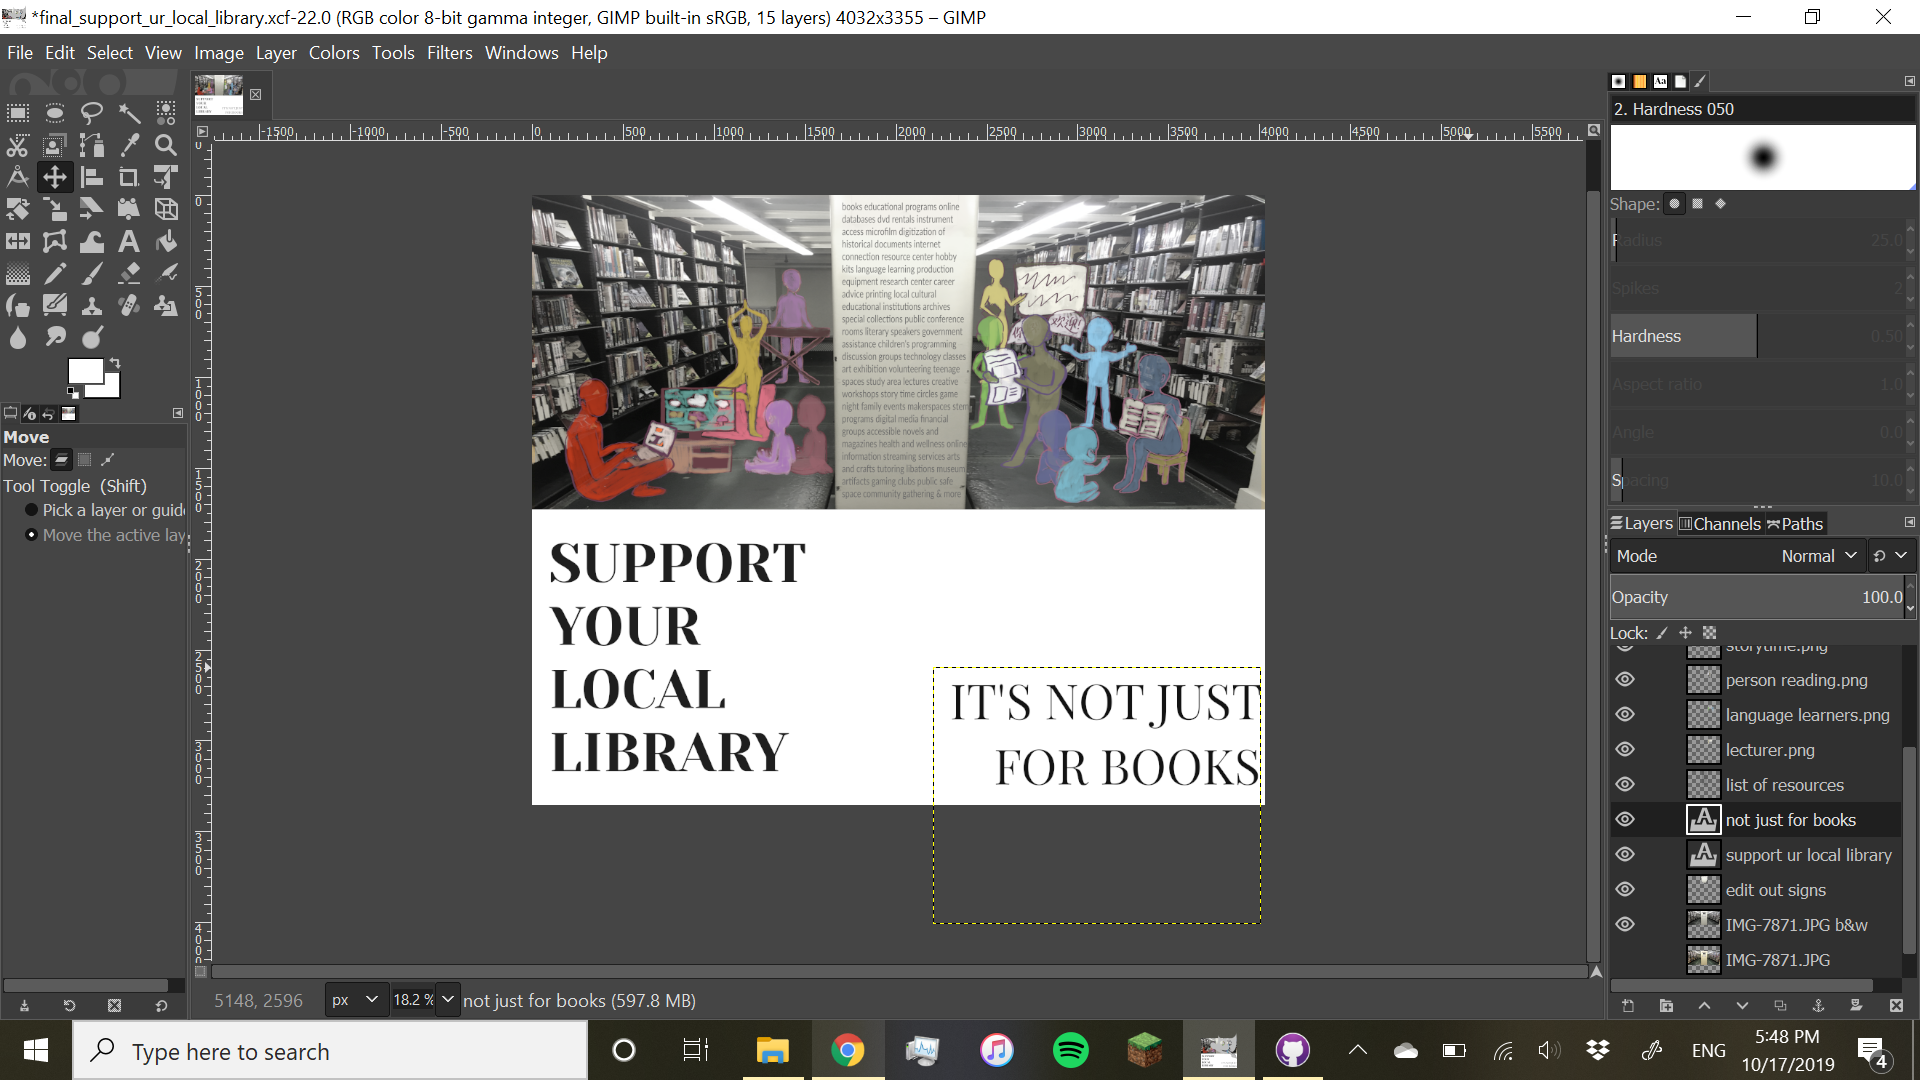 *final_support_ur_local_library.xcf-22.0 (RGB color 8-bit gamma integer, GIMP built-in sRGB, 15 layers) 4032x3355 – GIMP
File Edit Select View Image Layer Colors Tools Filters Windows Help
-1500 -1000 -500 0 500 1000 1500 2000 2500 3000 3500 4000 4500 5000 5500
0
0
500
1000
1500
2000
2500
3000
3500
4000
Move
Move:
Tool Toggle (Shift)
Pick a layer or guid
Move the active lay
books educational programs online
databases dvd rentals instrument
access microfilm digitization of
historical documents internet
connection resource center hobby
kits language learning production
equipment research center career
advice printing local cultural
educational institutions archives
special collections public conference
rooms literary speakers government
assistance children's programming
discussion groups technology classes
art exhibition volunteering teenage
spaces study area lectures creative
workshops story time circles game
night family events makerspaces stem
programs digital media financial
groups accessible novels and
magazines health and wellness online
information streaming services arts
and crafts tutoring libations museum
artifacts gaming clubs public safe
space community gathering & more
SUPPORT
YOUR
LOCAL
LIBRARY
IT'S NOT JUST
FOR BOOKS
5148, 2596 px 18.2 % not just for books (597.8 MB)
2. Hardness 050
Shape:
Radius 25.0
Spikes 2
Hardness 0.50
Aspect ratio 1.0
Angle 0.0
Spacing 10.0
Layers Channels Paths
Mode Normal
Opacity 100.0
Lock:
storytime.png
person reading.png
language learners.png
lecturer.png
list of resources
not just for books
support ur local library
edit out signs
IMG-7871.JPG b&w
IMG-7871.JPG
Type here to search
ENG
5:48 PM
10/17/2019
4